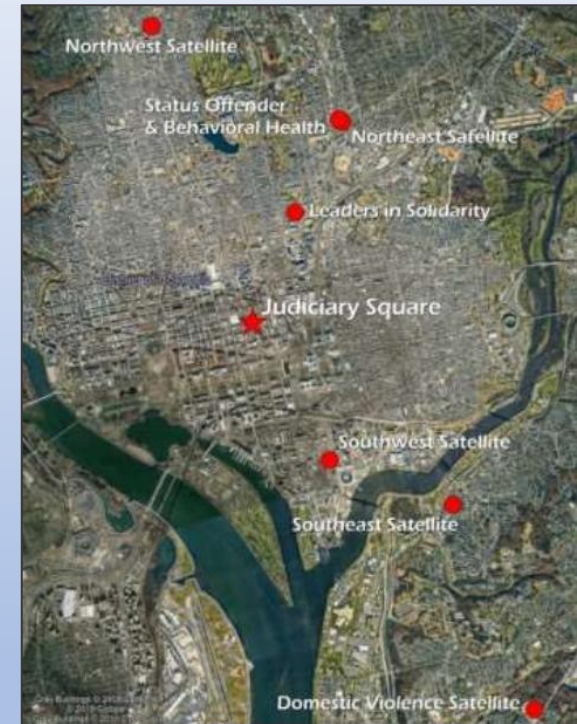 Northwest Satellite
Status Offender
& Behavioral Health
Northeast Satellite
Leaders in Solidarity
Judiciary Square
Southwest Satellite
Southeast Satellite
Domestic Violence Satellite